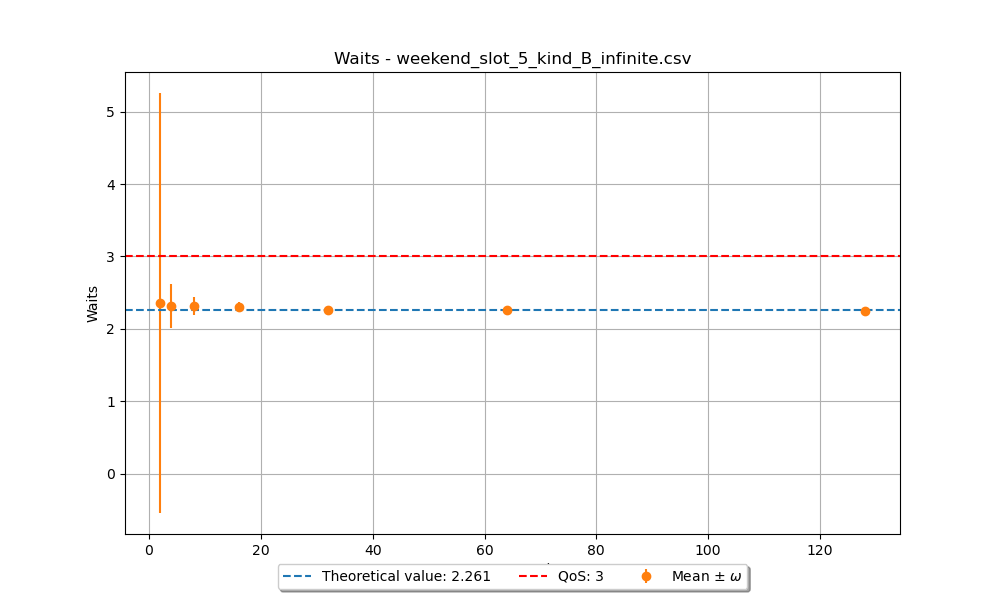 Waits - weekend_slot_5_kind_B_infinite.csv
5
4
3
2
1
0
Waits
0 20 40 60 80 100 120
Theoretical value: 2.261 QoS: 3 Mean ± ω